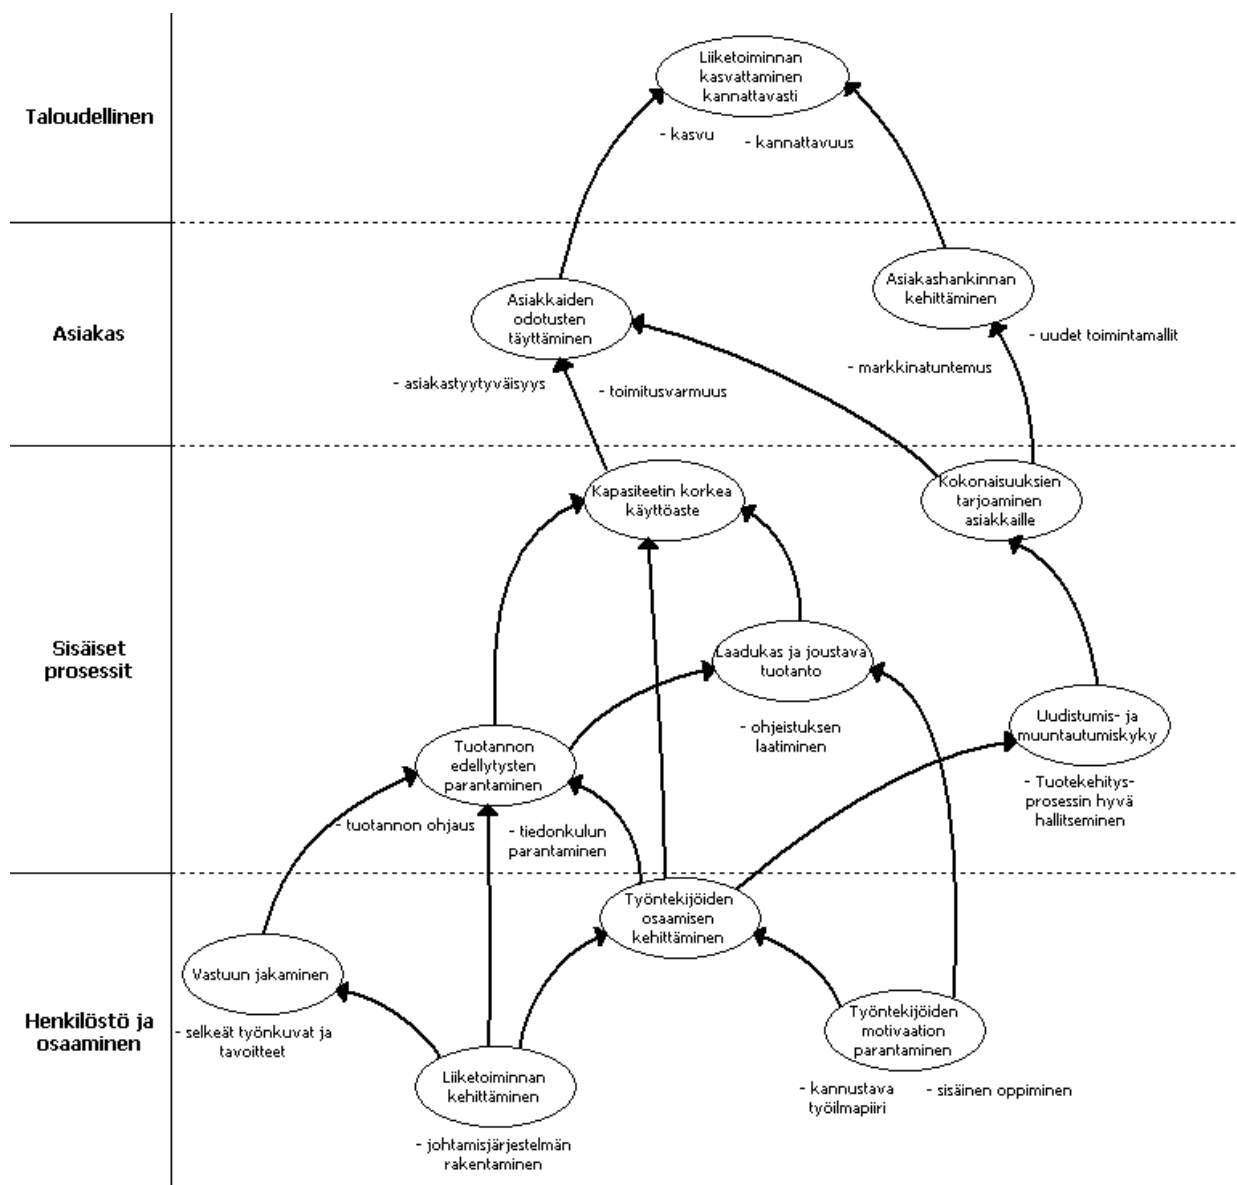 Taloudellinen
Liiketoiminnan
kasvattaminen
kannattavasti
- kasvu
- kannattavuus
Asiakas
Asiakkaiden
odotusten
täyttäminen
Asiakashankinnan
kehittäminen
- asiakastyytyväisyys
- toimitusvarmuus
- markkinatuntemus
- uudet toimintamallit
Sisäiset
prosessit
Kapasiteetin korkea
käyttöaste
Kokonaisuuksien
tarjoaminen
asiakkaille
Laadukas ja joustava
tuotanto
- ohjeistuksen
laatiminen
Uudistumis- ja
muuntautumiskyky
- Tuotekehitys-
prosessin hyvä
hallitseminen
Tuotannon
edellytysten
parantaminen
- tuotannon ohjaus
- tiedonkulun
parantaminen
Henkilöstö ja
osaaminen
Työntekijöiden
osaamisen
kehittäminen
Vastuun jakaminen
- selkeät työnkuvat ja
tavoitteet
Liiketoiminnan
kehittäminen
- johtamisjärjestelmän
rakentaminen
Työntekijöiden
motivaation
parantaminen
- kannustava
työilmapiiri
- sisäinen oppiminen